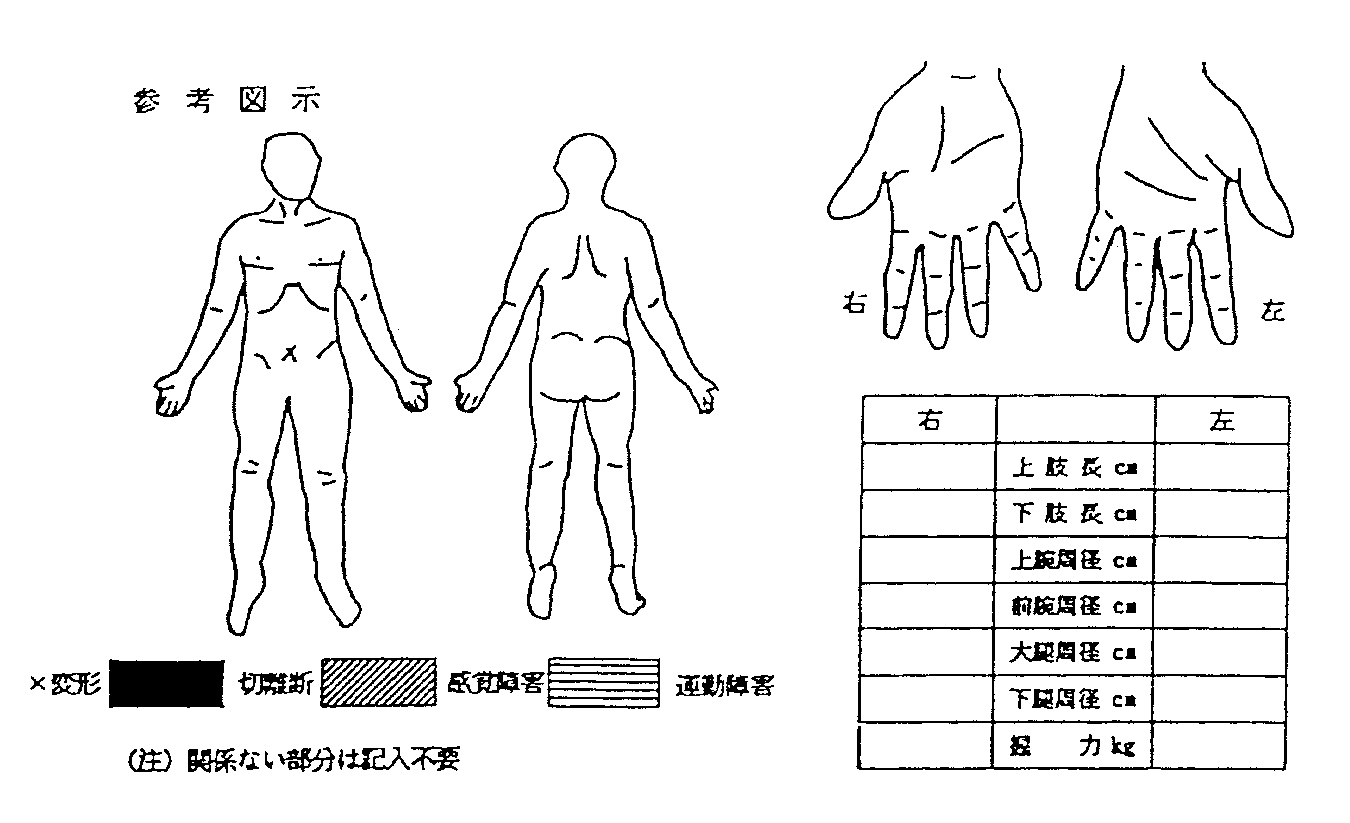 参考図示
右
左
右 左
上肢長 cm
下肢長 cm
上腕周径 cm
前腕周径 cm
大腿周径 cm
下腿周径 cm
握力 kg
×変形 切離断 感覚障害 運動障害
(注) 関係ない部分は記入不要